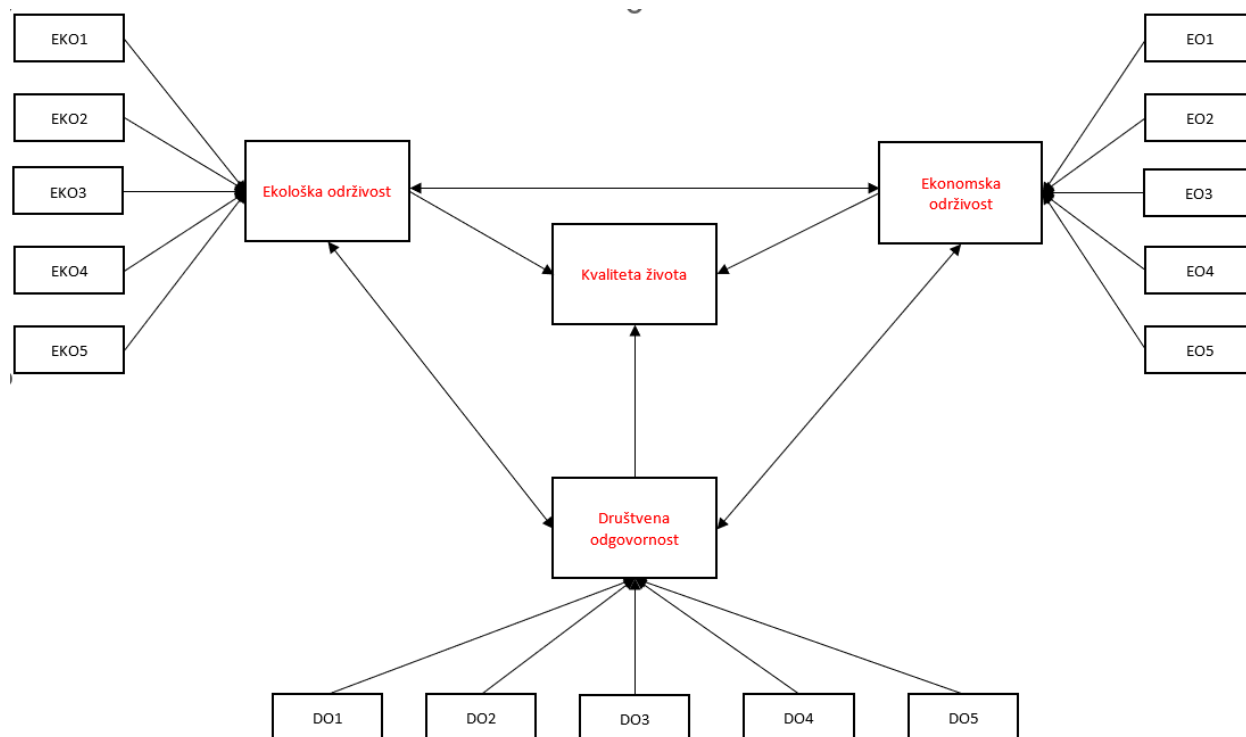 EKO1
EKO2
EKO3
EKO4
EKO5
Ekološka održivost
Kvaliteta života
Ekonomska
održivost
EO1
EO2
EO3
EO4
EO5
Društvena
odgovornost
DO1
DO2
DO3
DO4
DO5